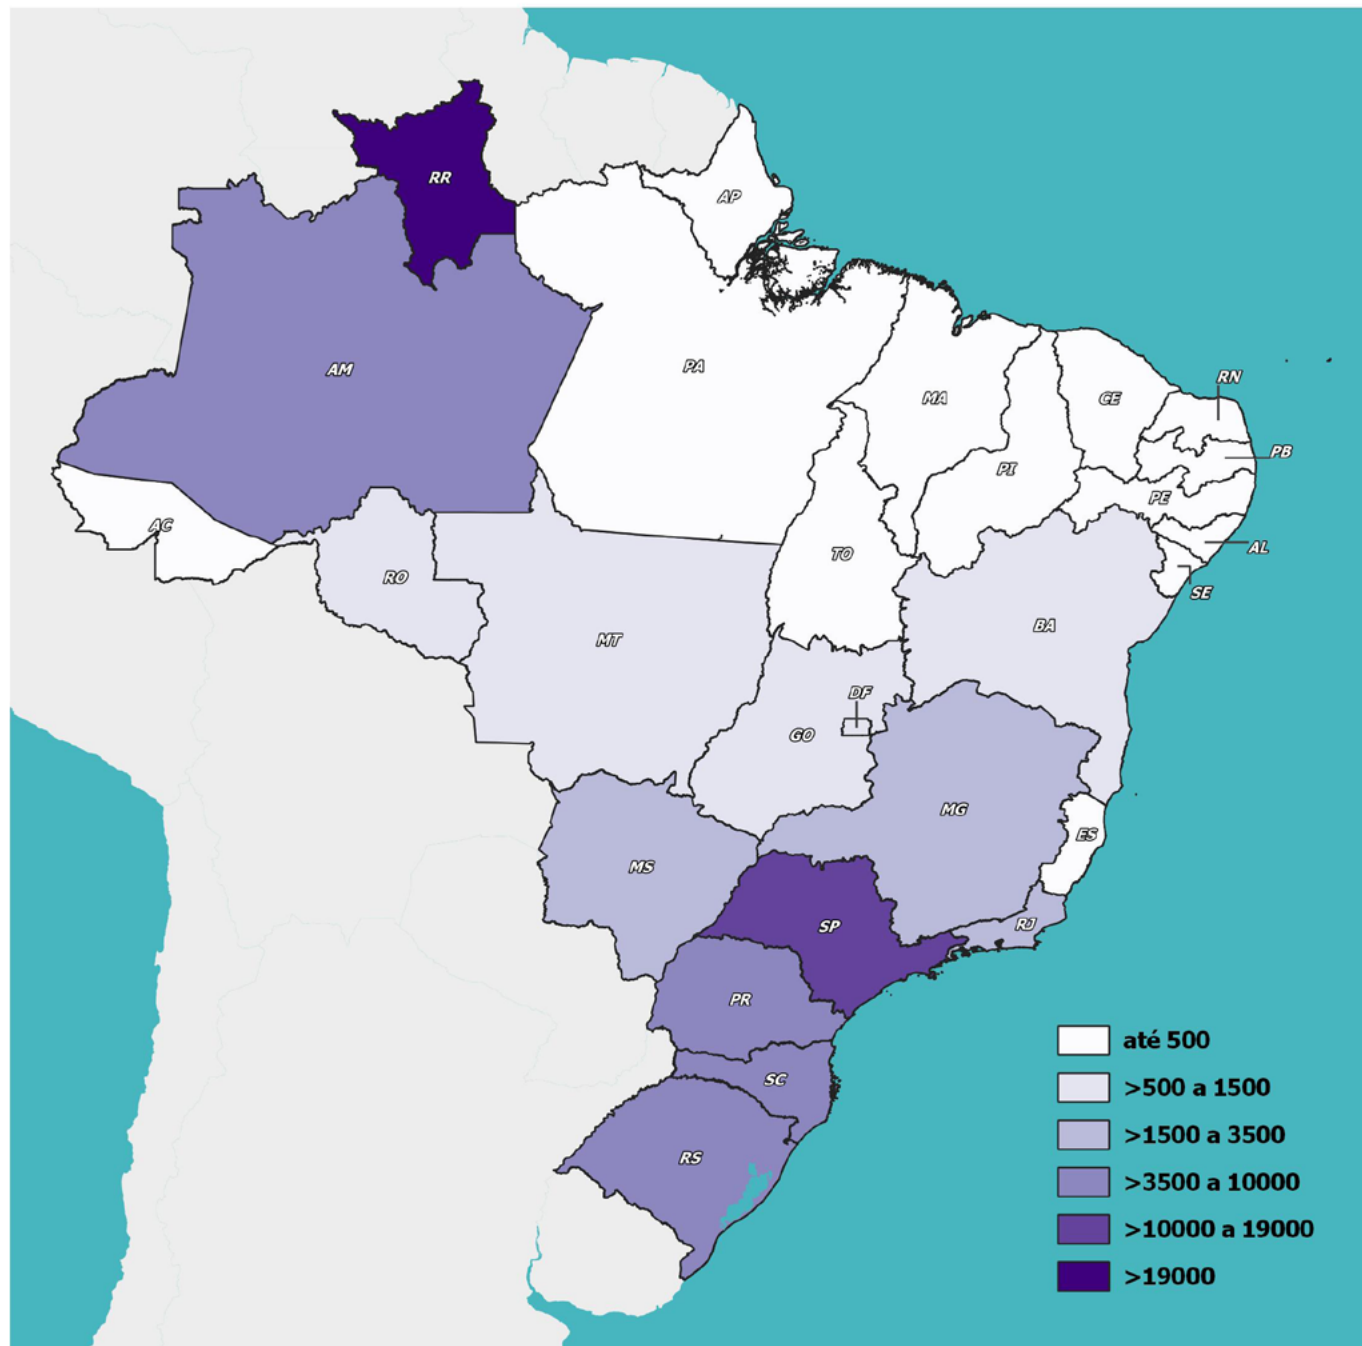 RR
AP
AM
PA
MA
CE
RN
PB
PI
PE
AC
TO
AL
RO
SE
MT
BA
DF
GO
MG
ES
MS
SP
RJ
PR
SC
RS
até 500
>500 a 1500
>1500 a 3500
>3500 a 10000
>10000 a 19000
>19000